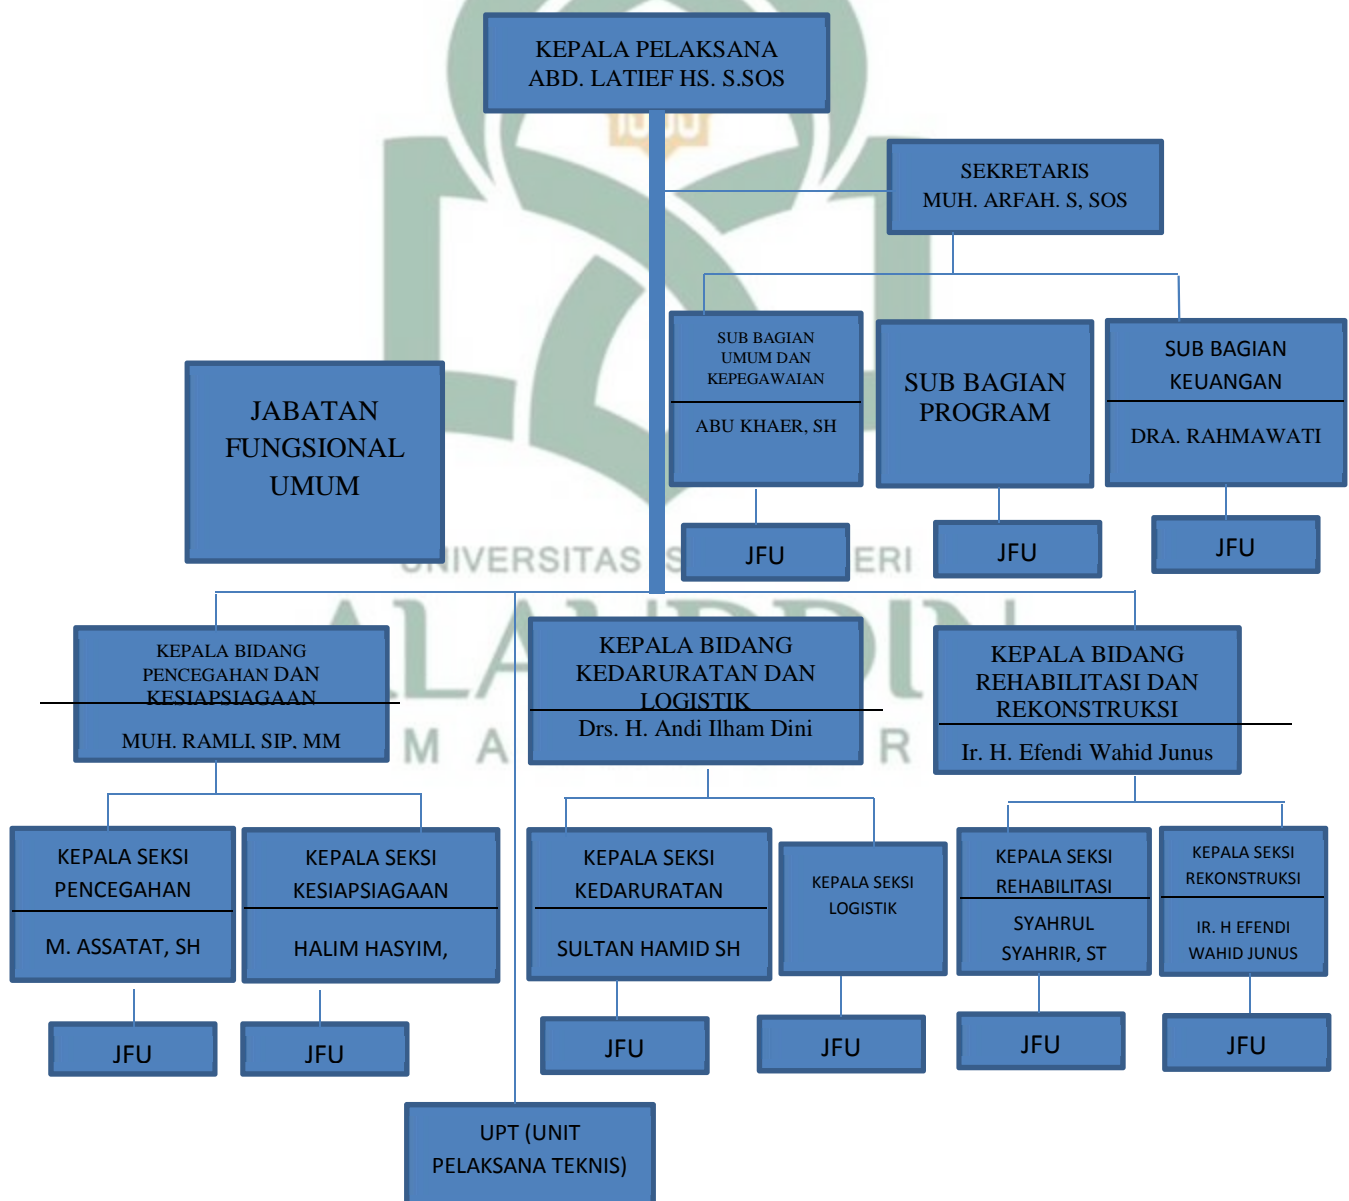 KEPALA PELAKSANA
ABD. LATIEF HS. S.SOS
SEKRETARIS
MUH. ARFAH. S, SOS
SUB BAGIAN
UMUM DAN
KEPEGAWAIAN
ABU KHAER, SH
SUB BAGIAN
PROGRAM
SUB BAGIAN
KEUANGAN
DRA. RAHMAWATI
JABATAN
FUNGSIONAL
UMUM
JFU
JFU
JFU
UNIVERSITAS
ERI
KEPALA BIDANG
PENCEGAHAN DAN
KESIAPSIAGAAN
MUH. RAMLI, SIP, MM
KEPALA BIDANG
KEDARURATAN DAN
LOGISTIK
Drs. H. Andi Ilham Dini
KEPALA BIDANG
REHABILITASI DAN
REKONSTRUKSI
Ir. H. Efendi Wahid Junus
ALAUDDIN
M A R
KEPALA SEKSI
PENCEGAHAN
M. ASSATAT, SH
KEPALA SEKSI
KESIAPSIAGAAN
HALIM HASYIM,
KEPALA SEKSI
KEDARURATAN
SULTAN HAMID SH
KEPALA SEKSI
LOGISTIK
KEPALA SEKSI
REHABILITASI
SYAHRUL
SYAHRIR, ST
KEPALA SEKSI
REKONSTRUKSI
IR. H EFENDI
WAHID JUNUS
JFU
JFU
JFU
JFU
JFU
JFU
UPT (UNIT
PELAKSANA TEKNIS)